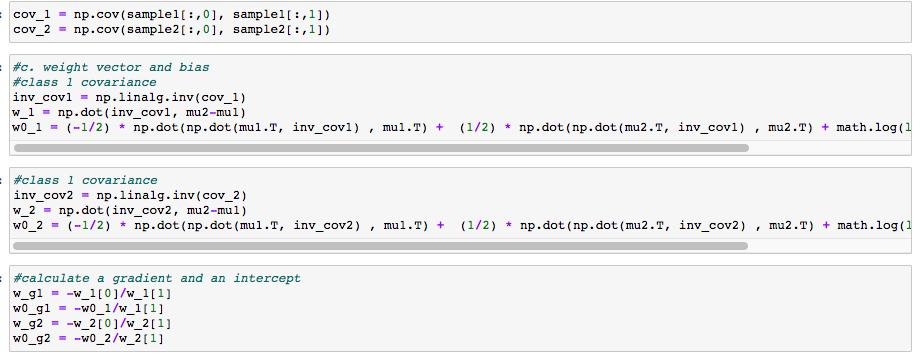 cov_1 = np.cov(sample1[:,0], sample1[:,1])
cov_2 = np.cov(sample2[:,0], sample2[:,1])
#c. weight vector and bias
#class 1 covariance
inv_cov1 = np.linalg.inv(cov_1)
w_1 = np.dot(inv_cov1, mu2-mu1)
w0_1 = (-1/2) * np.dot(np.dot(mu1.T, inv_cov1) , mu1.T) +  (1/2) * np.dot(np.dot(mu2.T, inv_cov1) , mu2.T) + math.log(1
#class 1 covariance
inv_cov2 = np.linalg.inv(cov_2)
w_2 = np.dot(inv_cov2, mu2-mu1)
w0_2 = (-1/2) * np.dot(np.dot(mu1.T, inv_cov2) , mu1.T) +  (1/2) * np.dot(np.dot(mu2.T, inv_cov2) , mu2.T) + math.log(1
#calculate a gradient and an intercept
w_g1 = -w_1[0]/w_1[1]
w0_g1 = -w0_1/w_1[1]
w_g2 = -w_2[0]/w_2[1]
w0_g2 = -w0_2/w_2[1]